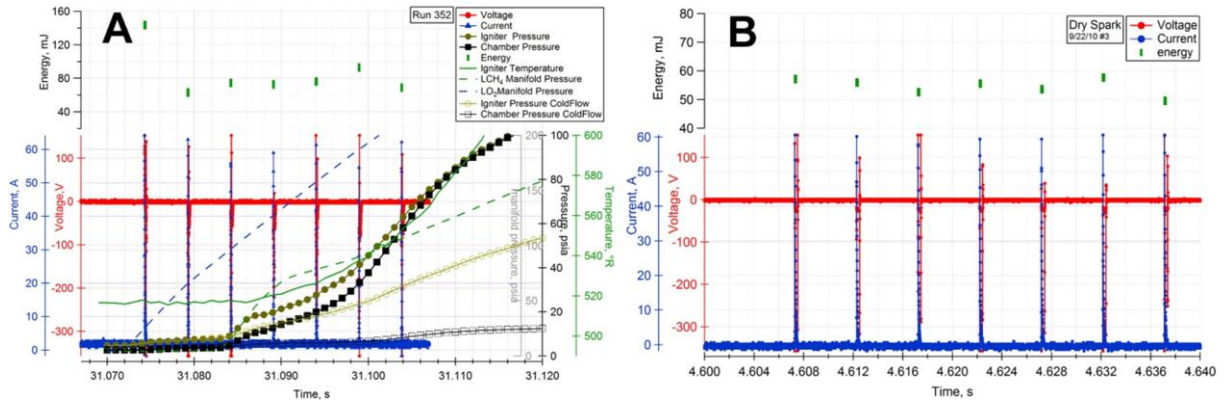 A
Run 352
Voltage
Current
Igniter Pressure
Chamber Pressure
Energy
Igniter Temperature
LCH₄ Manifold Pressure
LO₂Manifold Pressure
Igniter Pressure ColdFlow
Chamber Pressure ColdFlow
Energy, mJ
160
120
80
40
Current, A
60
50
40
30
20
10
0
Voltage,V
100
0
-100
-200
-300
200
150
100
50
0
manifold pressure, psia
100
80
60
40
20
0
Pressure, psia
600
580
560
540
520
500
Temperature, °R
31.070
31.080
31.090
31.100
31.110
31.120
Time, s
B
Dry Spark
9/22/10 #3
Voltage
Current
energy
Energy, mJ
80
70
60
50
40
Current, A
60
50
40
30
20
10
0
Voltage, V
100
0
-100
-200
-300
4.600
4.604
4.608
4.612
4.616
4.620
4.624
4.628
4.632
4.636
4.640
Time, s